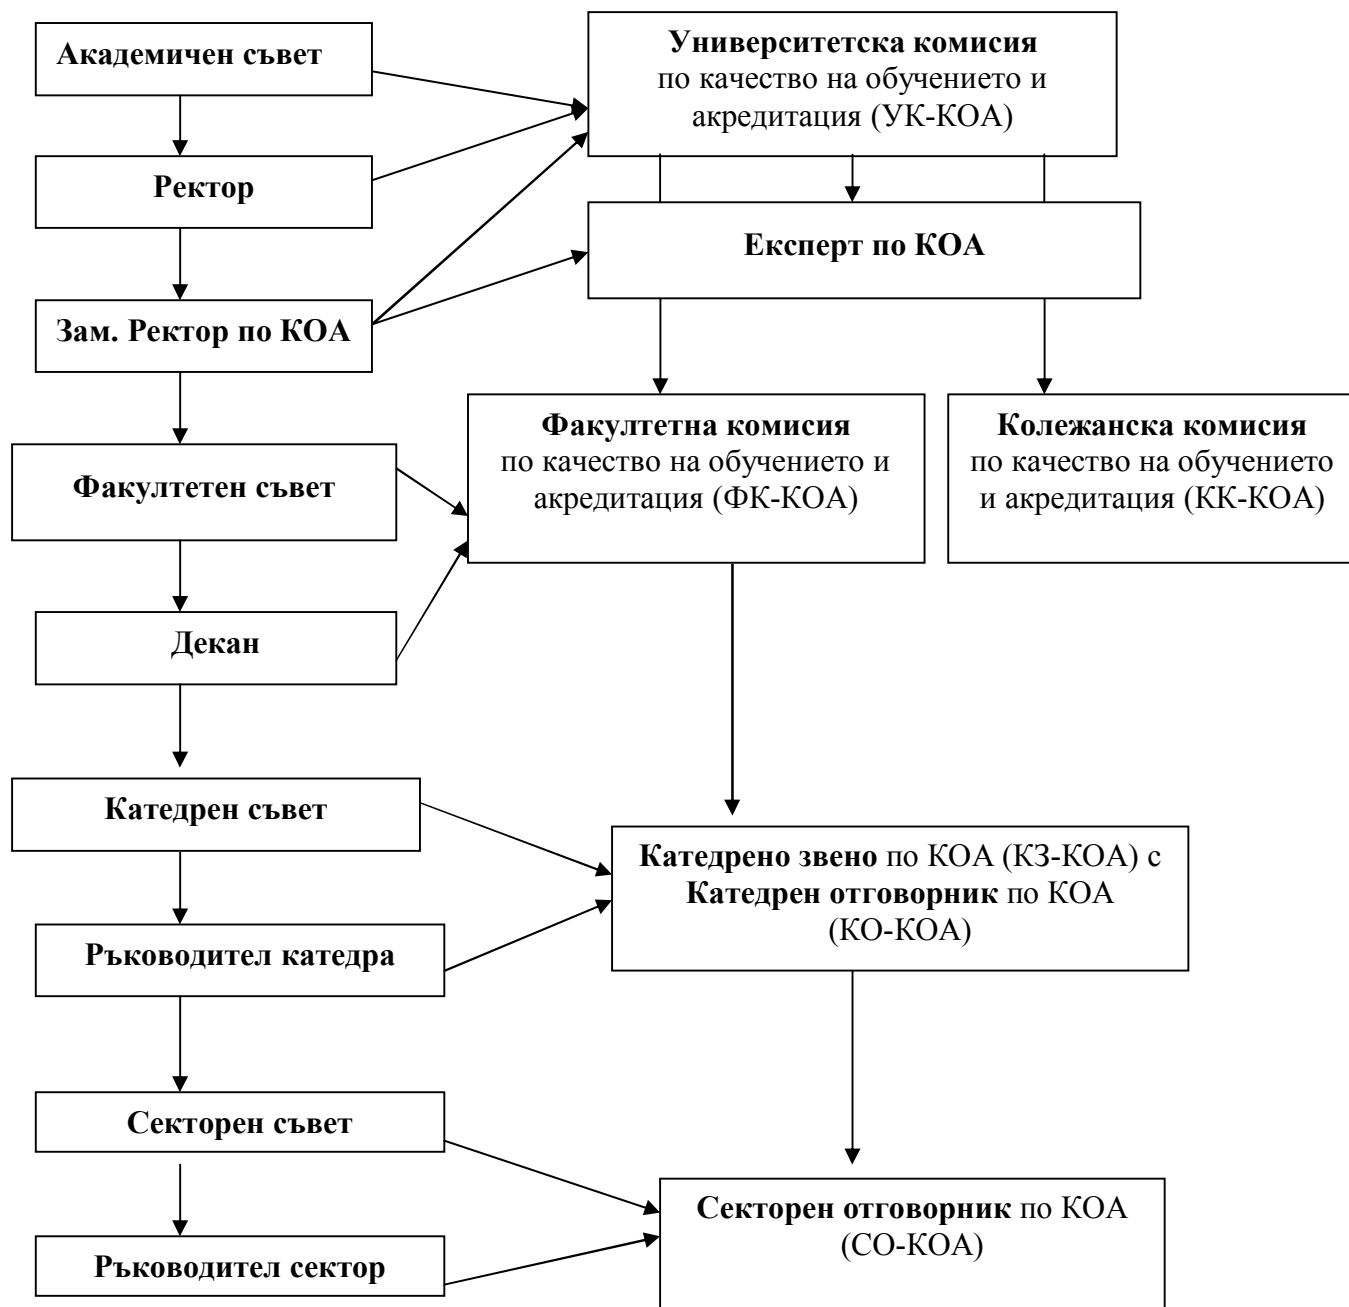 Академичен съвет
Ректор
Зам. Ректор по КОА
Факултетен съвет
Декан
Катедрен съвет
Ръководител катедра
Секторен съвет
Ръководител сектор
Университетска комисия
по качество на обучението и
акредитация (УК-КОА)
Експерт по КОА
Факултетна комисия
по качество на обучението и
акредитация (ФК-КОА)
Колежанска комисия
по качество на обучението
и акредитация (КК-КОА)
Катедрено звено по КОА (КЗ-КОА) с
Катедрен отговорник по КОА
(КО-КОА)
Секторен отговорник по КОА
(СО-КОА)